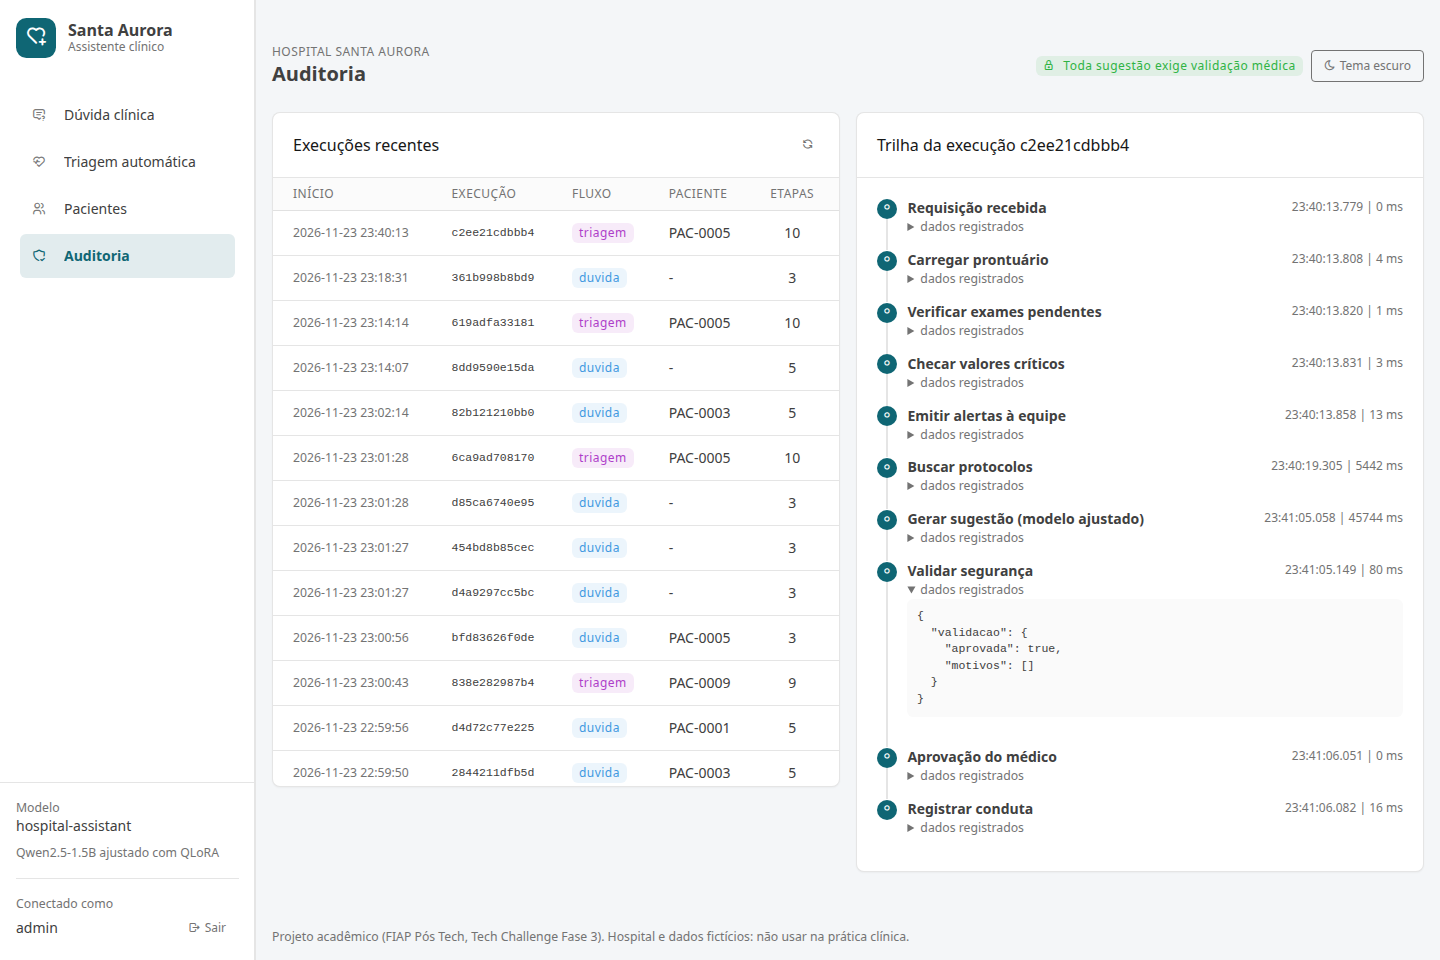 Santa Aurora
Assistente clínico
Dúvida clínica
Triagem automática
Pacientes
Auditoria
Modelo
hospital-assistant
Qwen2.5-1.5B ajustado com QLoRA
Conectado como
admin
Sair
HOSPITAL SANTA AURORA
Auditoria
Toda sugestão exige validação médica
Tema escuro
Execuções recentes
INÍCIO EXECUÇÃO FLUXO PACIENTE ETAPAS
2026-11-23 23:40:13 c2ee21cdbbb4 triagem PAC-0005 10
2026-11-23 23:18:31 361b998b8bd9 duvida - 3
2026-11-23 23:14:14 619adfa33181 triagem PAC-0005 10
2026-11-23 23:14:07 8dd9590e15da duvida - 5
2026-11-23 23:02:14 82b121210bb0 duvida PAC-0003 5
2026-11-23 23:01:28 6ca9ad708170 triagem PAC-0005 10
2026-11-23 23:01:28 d85ca6740e95 duvida - 3
2026-11-23 23:01:27 454bd8b85cec duvida - 3
2026-11-23 23:01:27 d4a9297cc5bc duvida - 3
2026-11-23 23:00:56 bfd83626f0de duvida PAC-0005 3
2026-11-23 23:00:43 838e282987b4 triagem PAC-0009 9
2026-11-23 22:59:56 d4d72c77e225 duvida PAC-0001 5
2026-11-23 22:59:50 2844211dfb5d duvida PAC-0003 5
Trilha da execução c2ee21cdbbb4
Requisição recebida 23:40:13.779 | 0 ms
dados registrados
Carregar prontuário 23:40:13.808 | 4 ms
dados registrados
Verificar exames pendentes 23:40:13.820 | 1 ms
dados registrados
Checar valores críticos 23:40:13.831 | 3 ms
dados registrados
Emitir alertas à equipe 23:40:13.858 | 13 ms
dados registrados
Buscar protocolos 23:40:19.305 | 5442 ms
dados registrados
Gerar sugestão (modelo ajustado) 23:41:05.058 | 45744 ms
dados registrados
Validar segurança 23:41:05.149 | 80 ms
dados registrados
{
"validacao": {
"aprovada": true,
"motivos": []
}
}
Aprovação do médico 23:41:06.051 | 0 ms
dados registrados
Registrar conduta 23:41:06.082 | 16 ms
dados registrados
Projeto acadêmico (FIAP Pós Tech, Tech Challenge Fase 3). Hospital e dados fictícios: não usar na prática clínica.